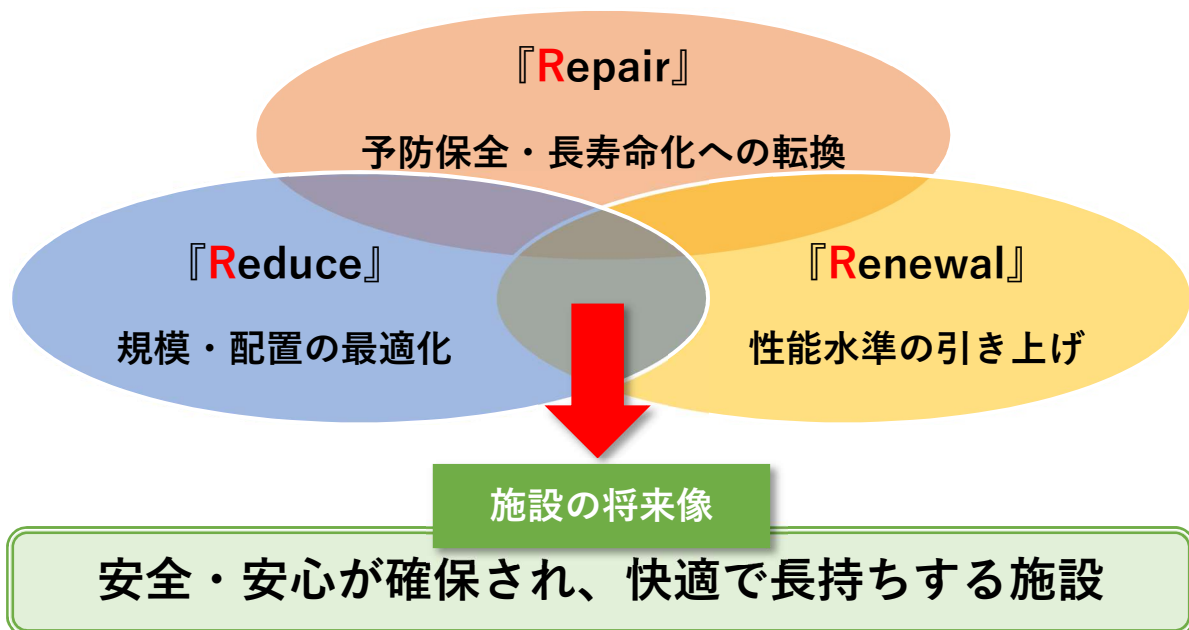 『Repair』
予防保全・長寿命化への転換
『Reduce』
規模・配置の最適化
『Renewal』
性能水準の引き上げ
施設の将来像
安全・安心が確保され、快適で長持ちする施設